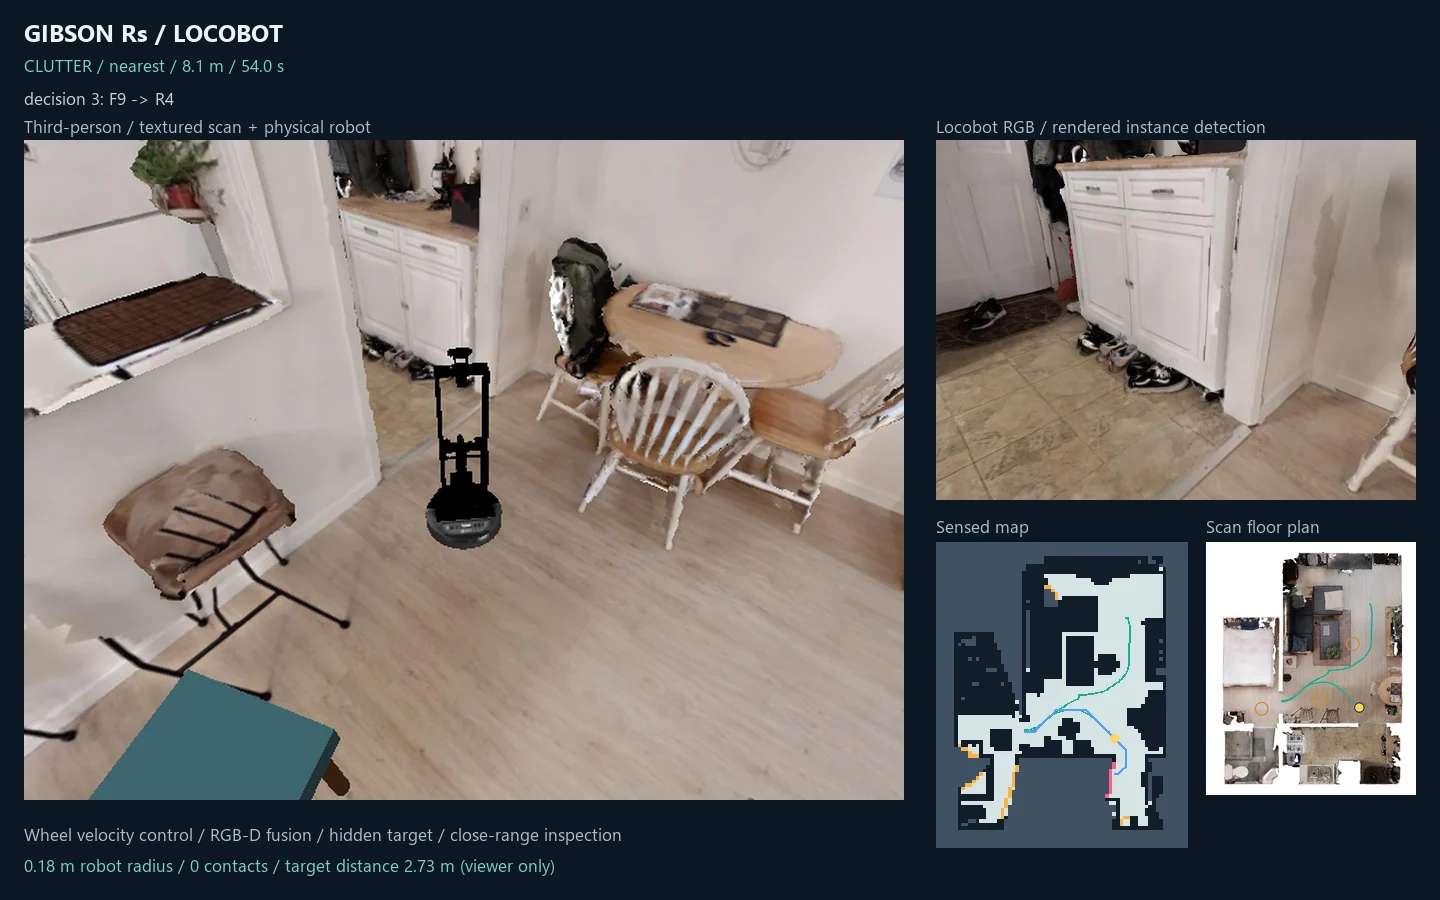 GIBSON Rs / LOCOBOT
CLUTTER / nearest / 8.1 m / 54.0 s
decision 3: F9 -> R4
Third-person / textured scan + physical robot
Locobot RGB / rendered instance detection
Sensed map
Scan floor plan
Wheel velocity control / RGB-D fusion / hidden target / close-range inspection
0.18 m robot radius / 0 contacts / target distance 2.73 m (viewer only)